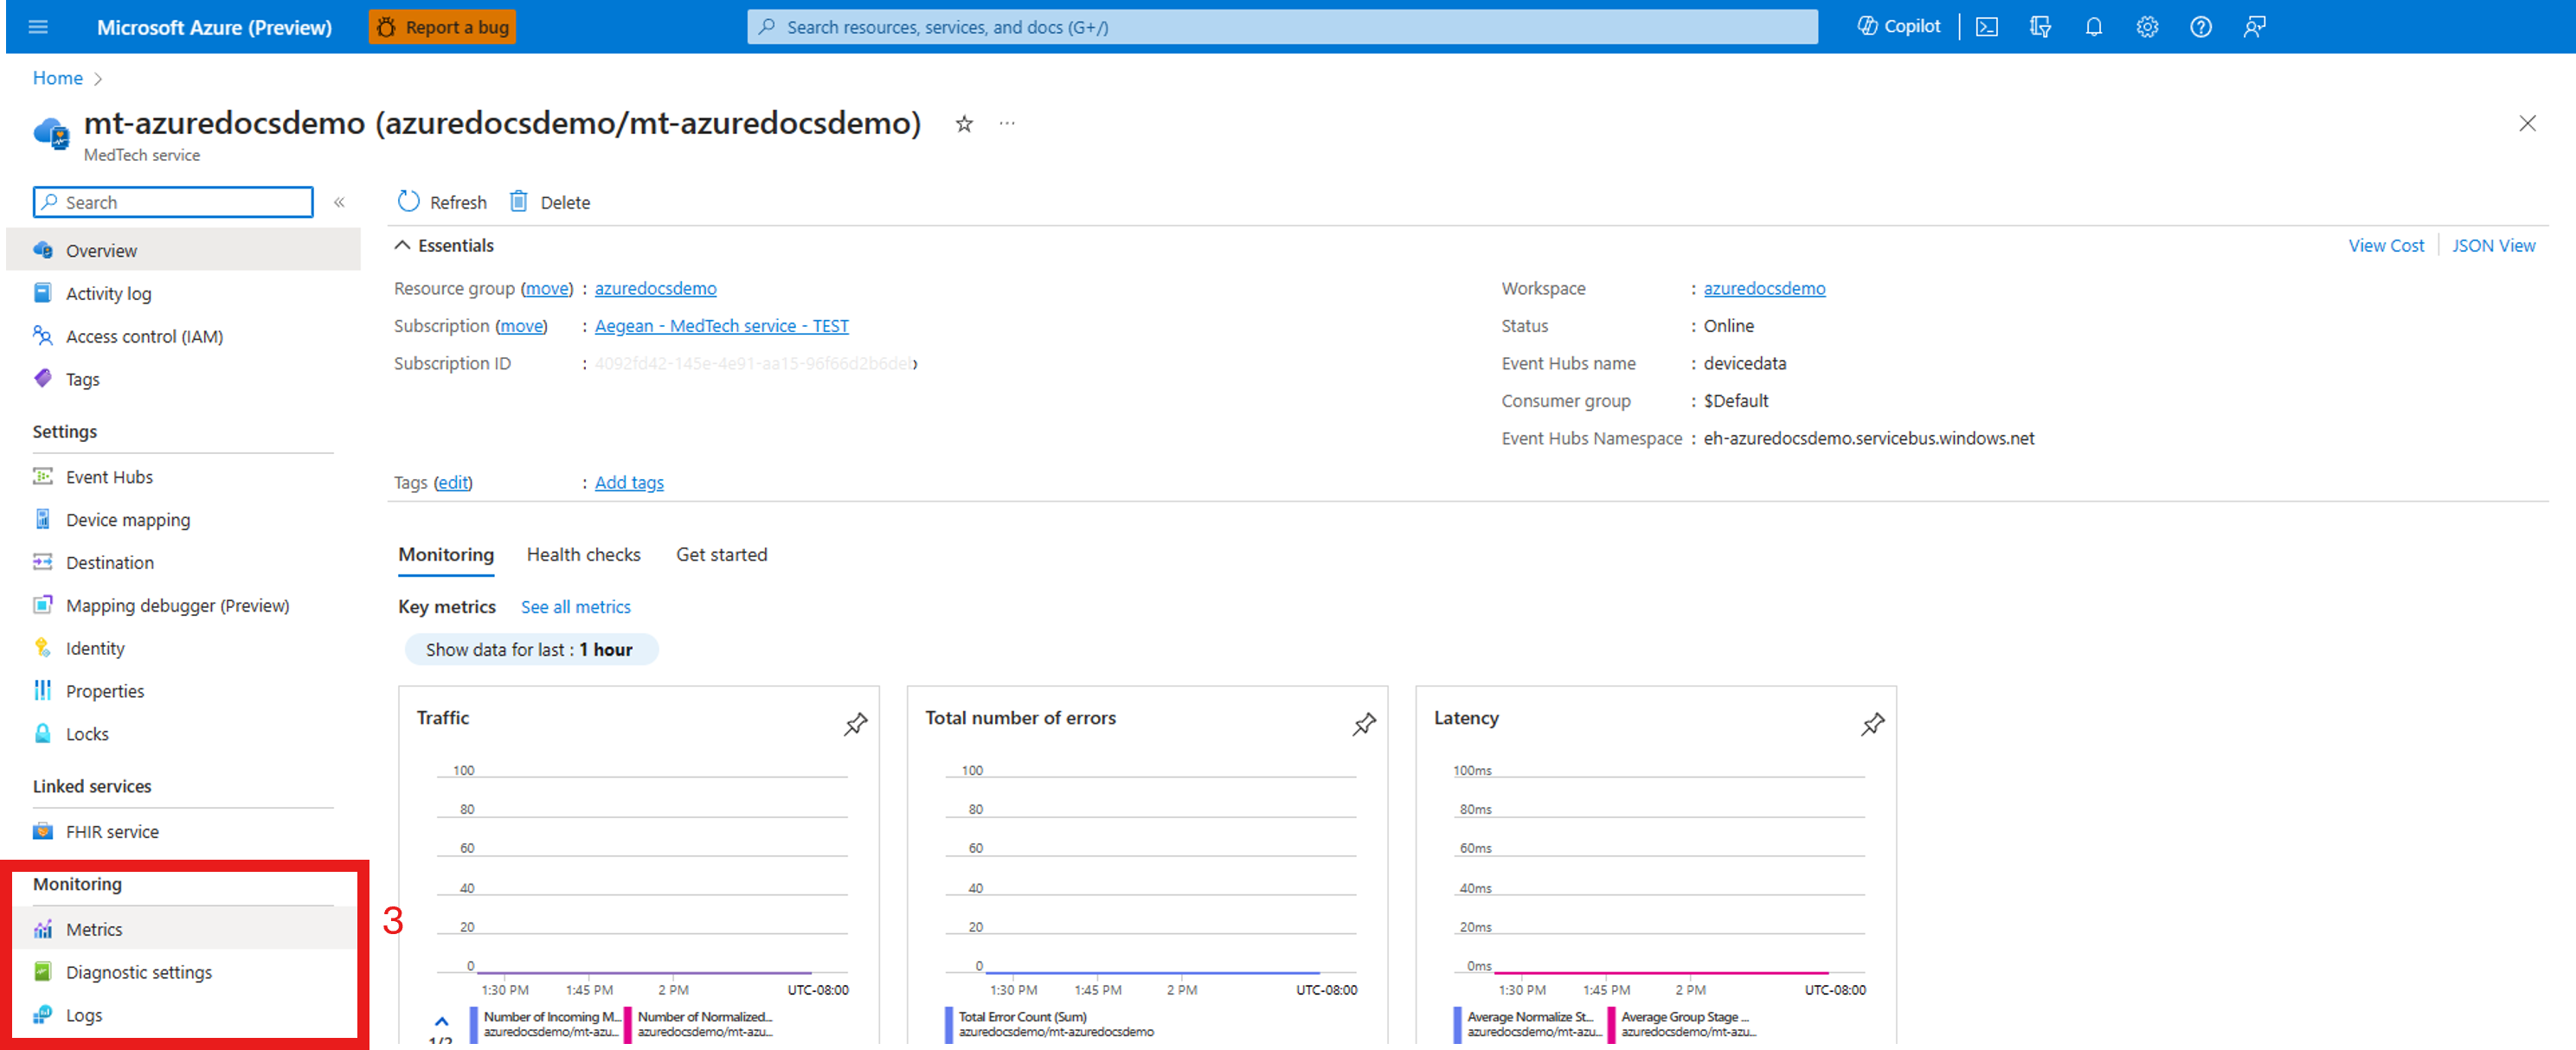 Microsoft Azure (Preview)
Report a bug
Search resources, services, and docs (G+/)
Copilot
Home
mt-azuredocsdemo (azuredocsdemo/mt-azuredocsdemo)
MedTech service
Search
Overview
Activity log
Access control (IAM)
Tags
Settings
Event Hubs
Device mapping
Destination
Mapping debugger (Preview)
Identity
Properties
Locks
Linked services
FHIR service
Monitoring
Metrics
Diagnostic settings
Logs
3
Refresh
Delete
Essentials
View Cost
JSON View
Resource group (move) : azuredocsdemo
Subscription (move) : Aegean - MedTech service - TEST
Subscription ID :
Workspace : azuredocsdemo
Status : Online
Event Hubs name : devicedata
Consumer group : $Default
Event Hubs Namespace : eh-azuredocsdemo.servicebus.windows.net
Tags (edit) : Add tags
Monitoring
Health checks
Get started
Key metrics
See all metrics
Show data for last : 1 hour
Traffic
100
80
60
40
20
0
1:30 PM 1:45 PM 2 PM UTC-08:00
Number of Incoming M...
azuredocsdemo/mt-azu...
Number of Normalized...
azuredocsdemo/mt-azu...
1/2
Total number of errors
100
80
60
40
20
0
1:30 PM 1:45 PM 2 PM UTC-08:00
Total Error Count (Sum)
azuredocsdemo/mt-azuredocsdemo
Latency
100ms
80ms
60ms
40ms
20ms
0ms
1:30 PM 1:45 PM 2 PM UTC-08:00
Average Normalize St...
azuredocsdemo/mt-azu...
Average Group Stage ...
azuredocsdemo/mt-azu...